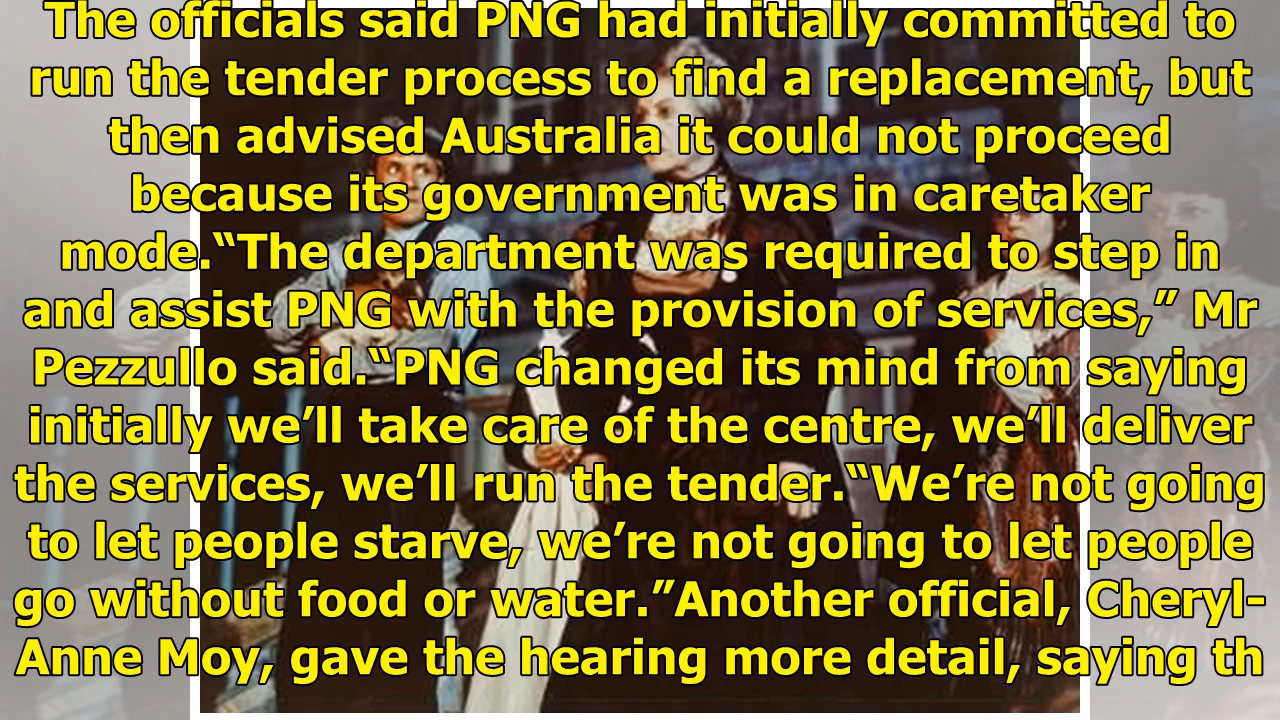 The officials said PNG had initially committed to
run the tender process to find a replacement, but
then advised Australia it could not proceed
because its government was in caretaker
mode.“The department was required to step in
and assist PNG with the provision of services,” Mr
Pezzullo said.“PNG changed its mind from saying
initially we’ll take care of the centre, we’ll deliver
the services, we’ll run the tender.“We’re not going
to let people starve, we’re not going to let people
go without food or water.”Another official, Cheryl-
Anne Moy, gave the hearing more detail, saying th